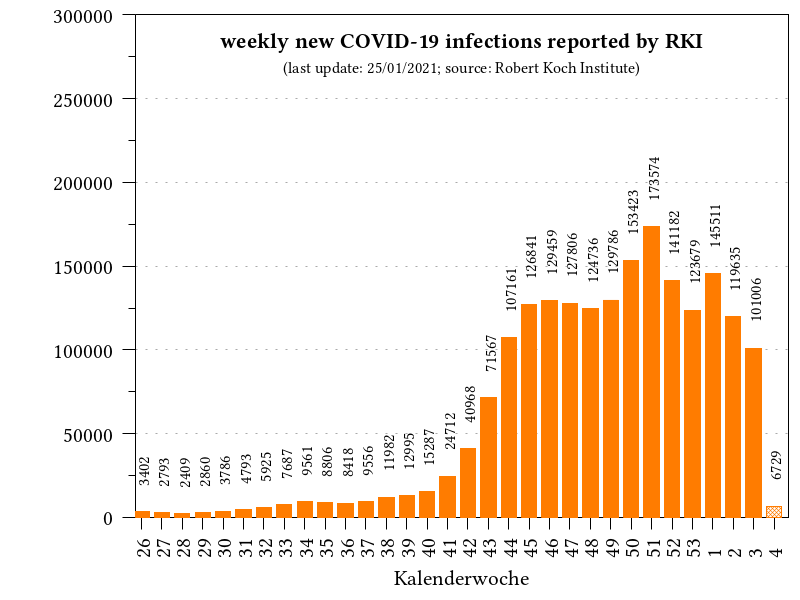 weekly new COVID-19 infections reported by RKI
(last update: 25/01/2021; source: Robert Koch Institute)
300000
250000
200000
150000
100000
50000
0
3402 2793 2409 2860 3786 4793 5925 7687 9561 8806 8418 9556 11982 12995 15287 24712 40968 71567 107161 126841 129459 127806 124736 129786 153423 173574 141182 123679 145511 119635 101006 6729
26 27 28 29 30 31 32 33 34 35 36 37 38 39 40 41 42 43 44 45 46 47 48 49 50 51 52 53 1 2 3 4
Kalenderwoche